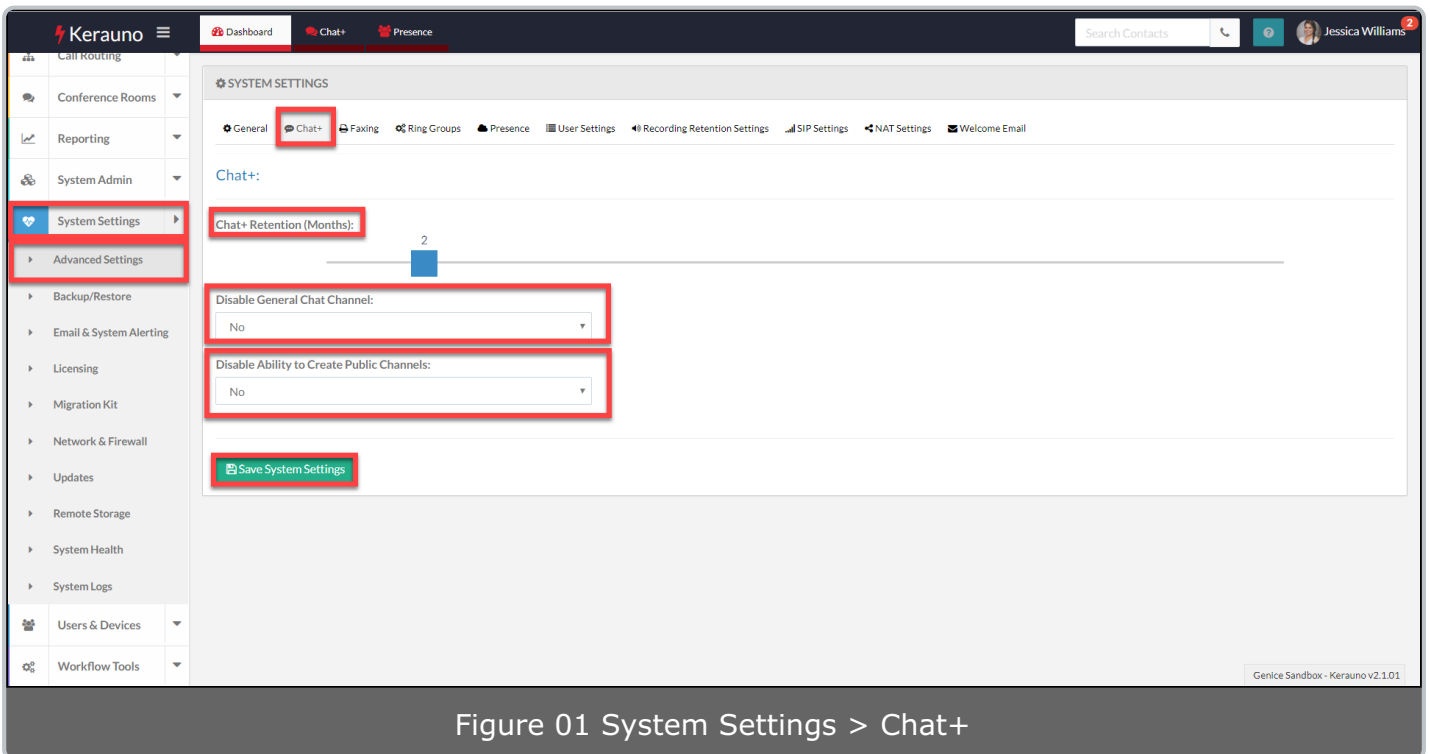 Kerauno
Dashboard
Chat+
Presence
Search Contacts
Jessica Williams
2
Call Routing
Conference Rooms
Reporting
System Admin
System Settings
Advanced Settings
Backup/Restore
Email & System Alerting
Licensing
Migration Kit
Network & Firewall
Updates
Remote Storage
System Health
System Logs
Users & Devices
Workflow Tools
SYSTEM SETTINGS
General Chat+ Faxing Ring Groups Presence User Settings Recording Retention Settings SIP Settings NAT Settings Welcome Email
Chat+:
Chat+ Retention (Months):
2
Disable General Chat Channel:
No
Disable Ability to Create Public Channels:
No
Save System Settings
Genice Sandbox - Kerauno v2.1.01
Figure 01 System Settings > Chat+